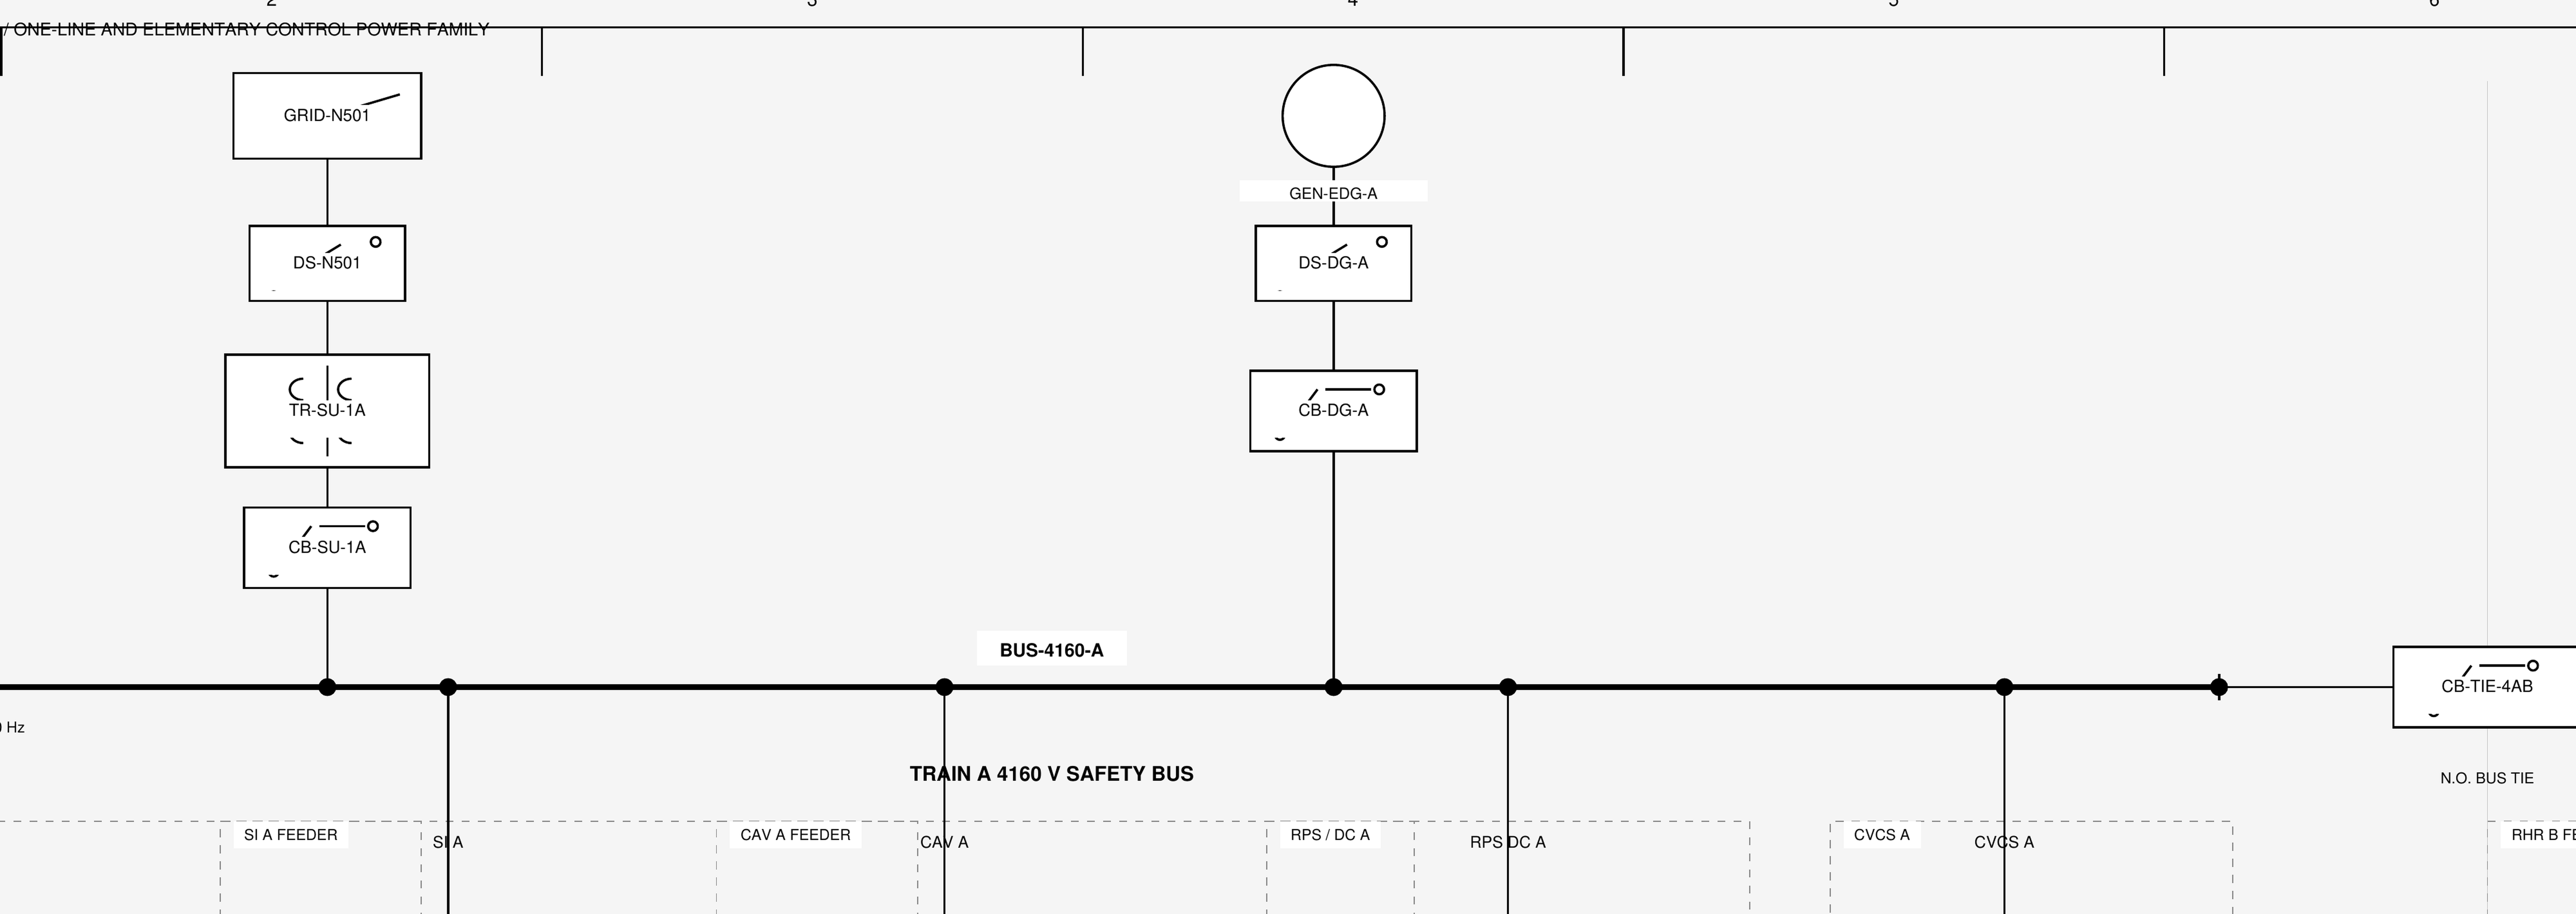 2 3 4 5 6
/ ONE-LINE AND ELEMENTARY CONTROL POWER FAMILY
GRID-N501
GEN-EDG-A
DS-N501
DS-DG-A
TR-SU-1A
CB-DG-A
CB-SU-1A
BUS-4160-A
CB-TIE-4AB
Hz
TRAIN A 4160 V SAFETY BUS
N.O. BUS TIE
SI A FEEDER
SI A
CAV A FEEDER
CAV A
RPS / DC A
RPS DC A
CVCS A
CVCS A
RHR B FE